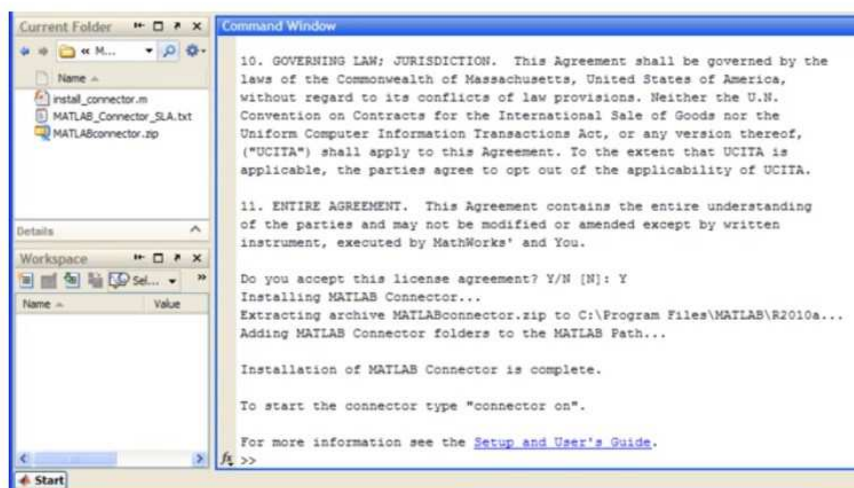 Current Folder
« M...
Name
install_connector.m
MATLAB_Connector_SLA.txt
MATLABconnector.zip
Details
Workspace
Sel...
»
Name
Value
Start
Command Window
10. GOVERNING LAW; JURISDICTION. This Agreement shall be governed by the
laws of the Commonwealth of Massachusetts, United States of America,
without regard to its conflicts of law provisions. Neither the U.N.
Convention on Contracts for the International Sale of Goods nor the
Uniform Computer Information Transactions Act, or any version thereof,
("UCITA") shall apply to this Agreement. To the extent that UCITA is
applicable, the parties agree to opt out of the applicability of UCITA.
11. ENTIRE AGREEMENT. This Agreement contains the entire understanding
of the parties and may not be modified or amended except by written
instrument, executed by MathWorks' and You.
Do you accept this license agreement? Y/N [N]: Y
Installing MATLAB Connector...
Extracting archive MATLABconnector.zip to C:\Program Files\MATLAB\R2010a...
Adding MATLAB Connector folders to the MATLAB Path...
Installation of MATLAB Connector is complete.
To start the connector type "connector on".
For more information see the Setup and User's Guide.
fx >>